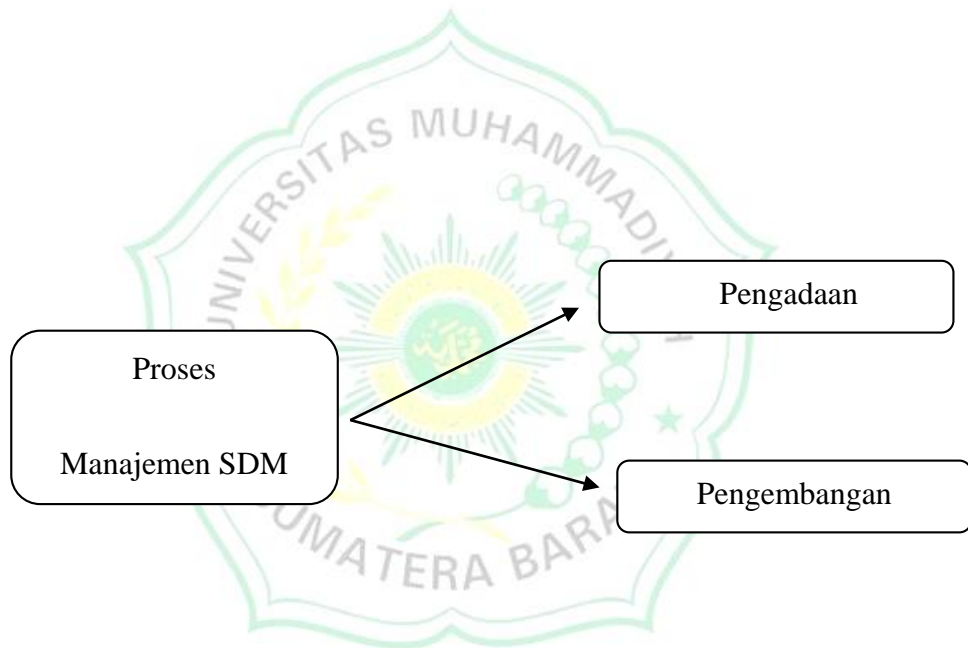 UNIVERSITAS MUHAMMADIYAH
SUMATERA BARAT
Proses
Manajemen SDM
Pengadaan
Pengembangan